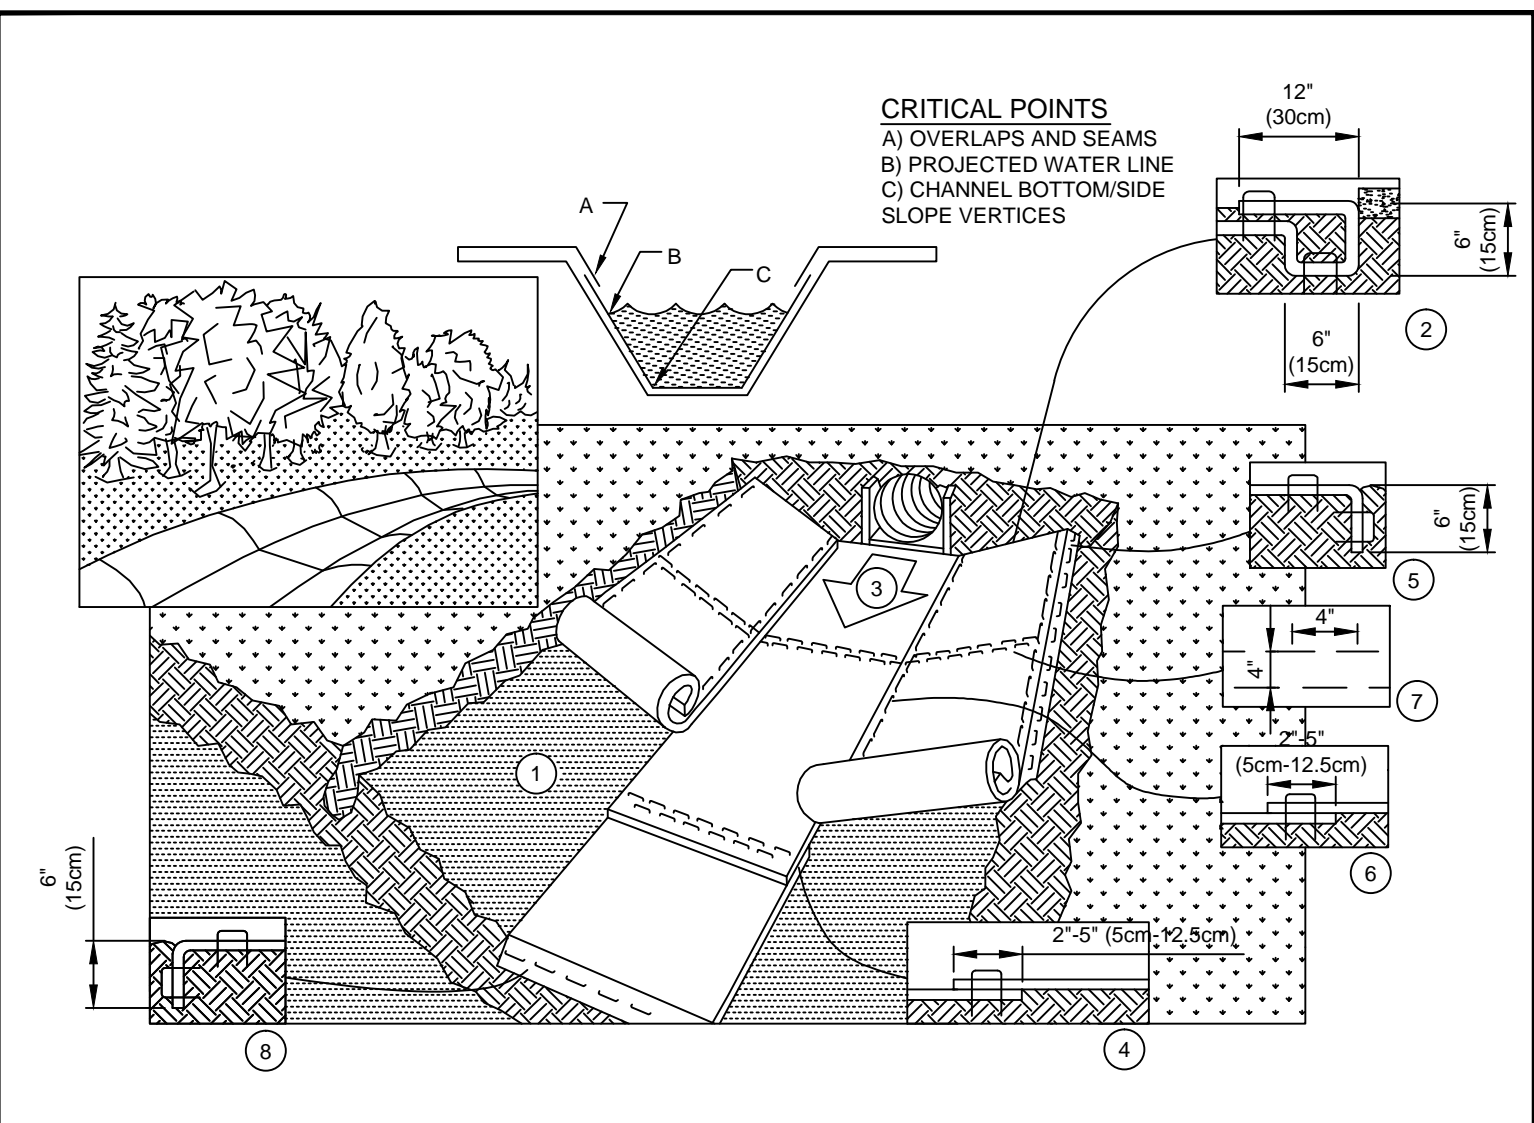 CRITICAL POINTS
A) OVERLAPS AND SEAMS
B) PROJECTED WATER LINE
C) CHANNEL BOTTOM/SIDE
SLOPE VERTICES
A
B
C
12"
(30cm)
6"
(15cm)
6"
(15cm)
2
6"
(15cm)
5
3
4"
4"
7
2"-5"
(5cm-12.5cm)
6
1
6"
(15cm)
8
2"-5" (5cm-12.5cm)
4